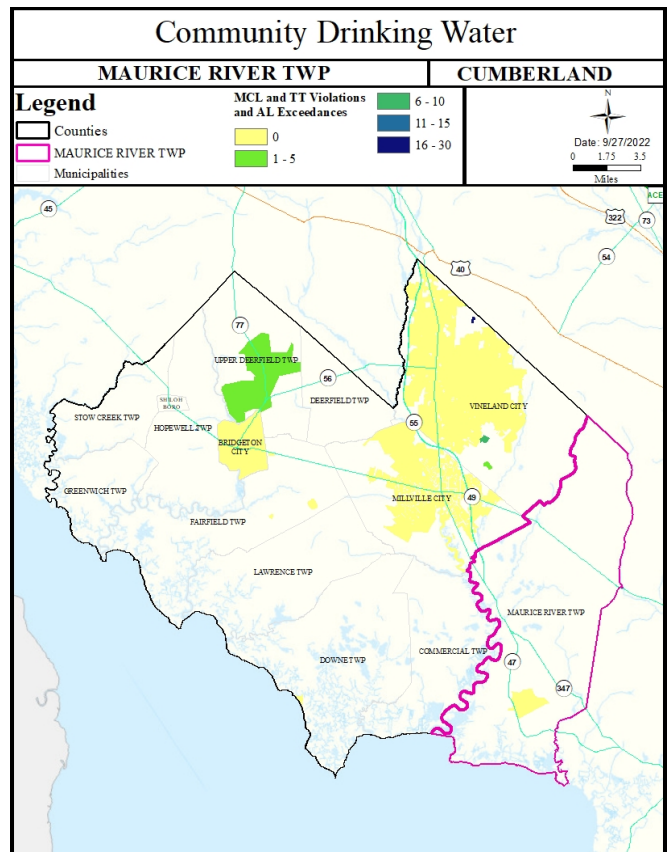 Community Drinking Water
MAURICE RIVER TWP
CUMBERLAND
Legend
Counties
MAURICE RIVER TWP
Municipalities
MCL and TT Violations
and AL Exceedances
0
1 - 5
6 - 10
11 - 15
16 - 30
N
Date: 9/27/2022
0 1.75 3.5
Miles
ACE
45
322
73
54
40
77
UPPER DEERFIELD TWP
56
DEERFIELD TWP
SHILOH
BORO
STOW CREEK TWP
HOPEWELL TWP
VINELAND CITY
55
BRIDGETON
CITY
GREENWICH TWP
MILLVILLE CITY
49
FAIRFIELD TWP
LAWRENCE TWP
MAURICE RIVER TWP
COMMERCIAL TWP
DOWNE TWP
47
347